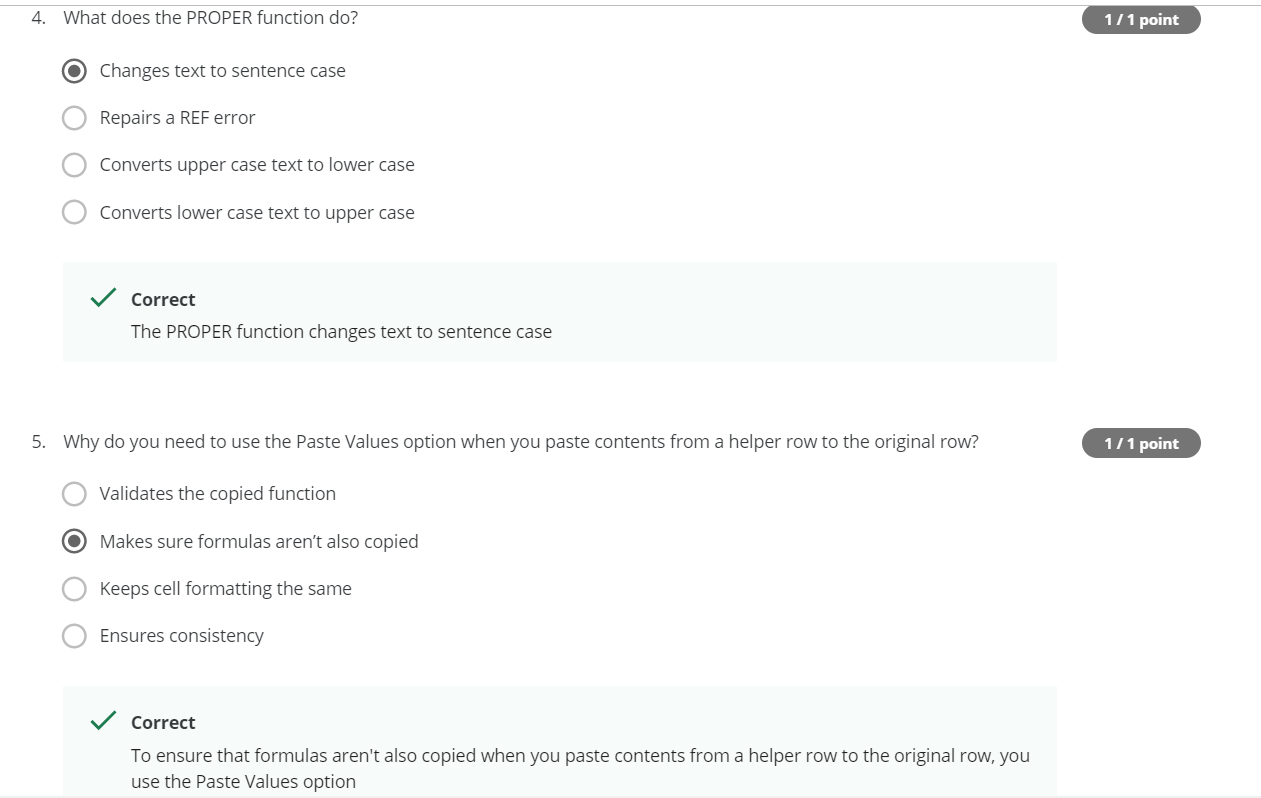 4. What does the PROPER function do?
1 / 1 point
Changes text to sentence case
Repairs a REF error
Converts upper case text to lower case
Converts lower case text to upper case
Correct
The PROPER function changes text to sentence case
5. Why do you need to use the Paste Values option when you paste contents from a helper row to the original row?
1 / 1 point
Validates the copied function
Makes sure formulas aren’t also copied
Keeps cell formatting the same
Ensures consistency
Correct
To ensure that formulas aren't also copied when you paste contents from a helper row to the original row, you
use the Paste Values option